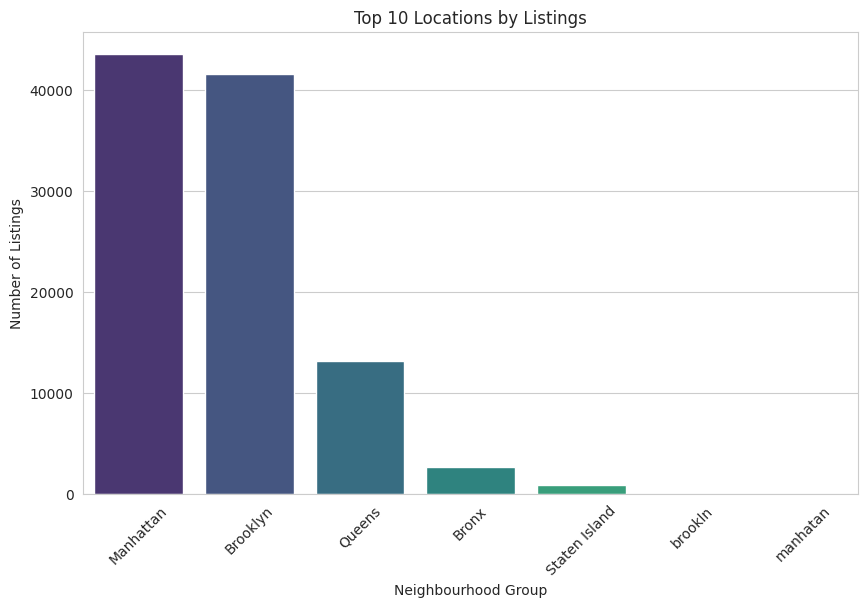 Top 10 Locations by Listings
Number of Listings
40000
30000
20000
10000
0
Manhattan
Brooklyn
Queens
Bronx
Staten Island
brookln
manhatan
Neighbourhood Group